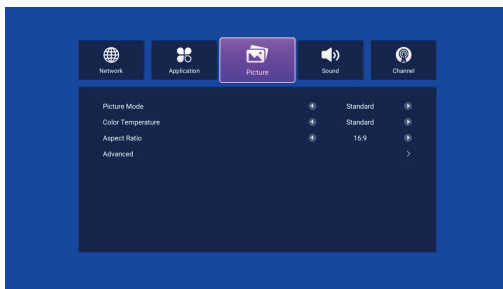 Network Application Picture Sound Channel
Picture Mode Standard
Color Temperature Standard
Aspect Ratio 16:9
Advanced